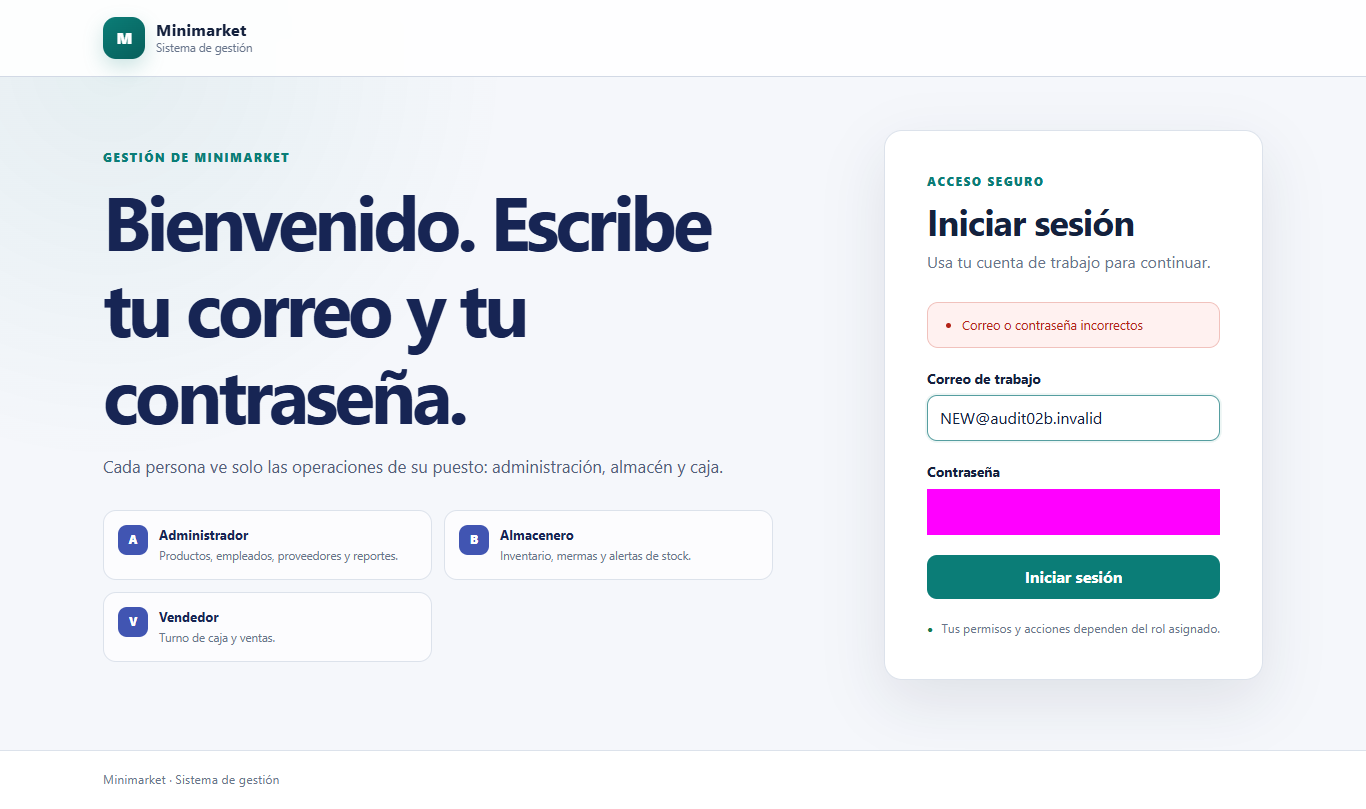 M
Minimarket
Sistema de gestión
GESTIÓN DE MINIMARKET
Bienvenido. Escribe
tu correo y tu
contraseña.
Cada persona ve solo las operaciones de su puesto: administración, almacén y caja.
A
Administrador
Productos, empleados, proveedores y reportes.
B
Almacenero
Inventario, mermas y alertas de stock.
V
Vendedor
Turno de caja y ventas.
ACCESO SEGURO
Iniciar sesión
Usa tu cuenta de trabajo para continuar.
• Correo o contraseña incorrectos
Correo de trabajo
NEW@audit02b.invalid
Contraseña
Iniciar sesión
• Tus permisos y acciones dependen del rol asignado.
Minimarket · Sistema de gestión